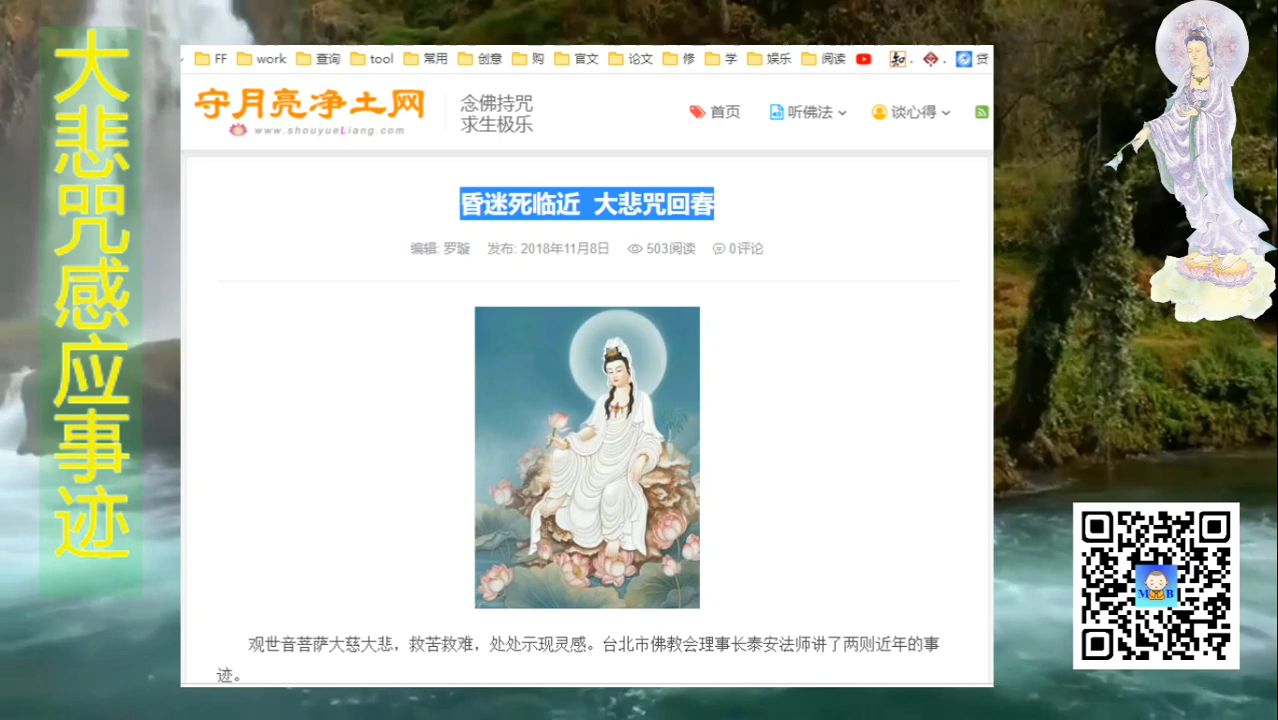 大悲咒感应事迹
FF work 查询 tool 常用 创意 购 官文 论文 修 学 娱乐 阅读 知 . . 贷
守月亮净土网
www.shouyueLiang.com
念佛持咒
求生极乐
首页 听佛法 谈心得
昏迷死临近 大悲咒回春
编辑: 罗璇 发布: 2018年11月8日 503阅读 0评论
观世音菩萨大慈大悲，救苦救难，处处示现灵感。台北市佛教会理事长泰安法师讲了两则近年的事
迹。
M B